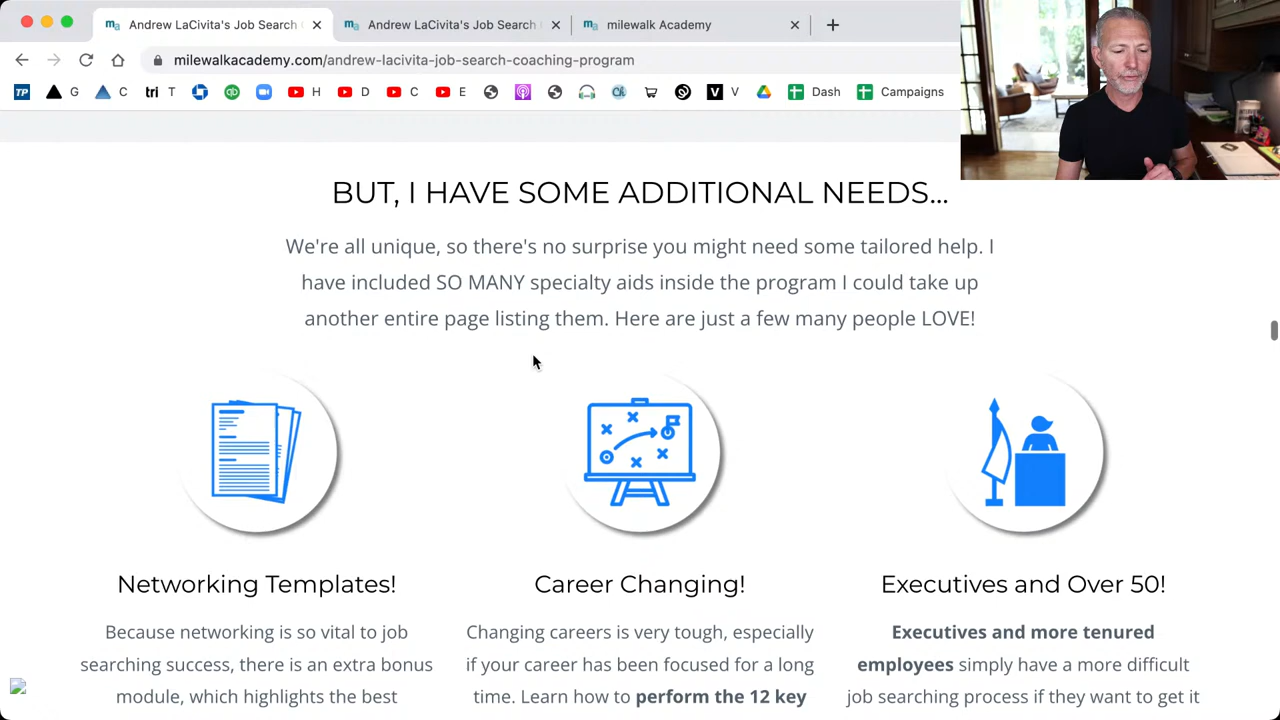 Andrew LaCivita's Job Search
Andrew LaCivita's Job Search
milewalk Academy
milewalkacademy.com/andrew-lacivita-job-search-coaching-program
TP G C tri T H D C E V V Dash Campaigns
BUT, I HAVE SOME ADDITIONAL NEEDS...
We're all unique, so there's no surprise you might need some tailored help. I
have included SO MANY specialty aids inside the program I could take up
another entire page listing them. Here are just a few many people LOVE!
Networking Templates!
Because networking is so vital to job
searching success, there is an extra bonus
module, which highlights the best
Career Changing!
Changing careers is very tough, especially
if your career has been focused for a long
time. Learn how to perform the 12 key
Executives and Over 50!
Executives and more tenured
employees simply have a more difficult
job searching process if they want to get it